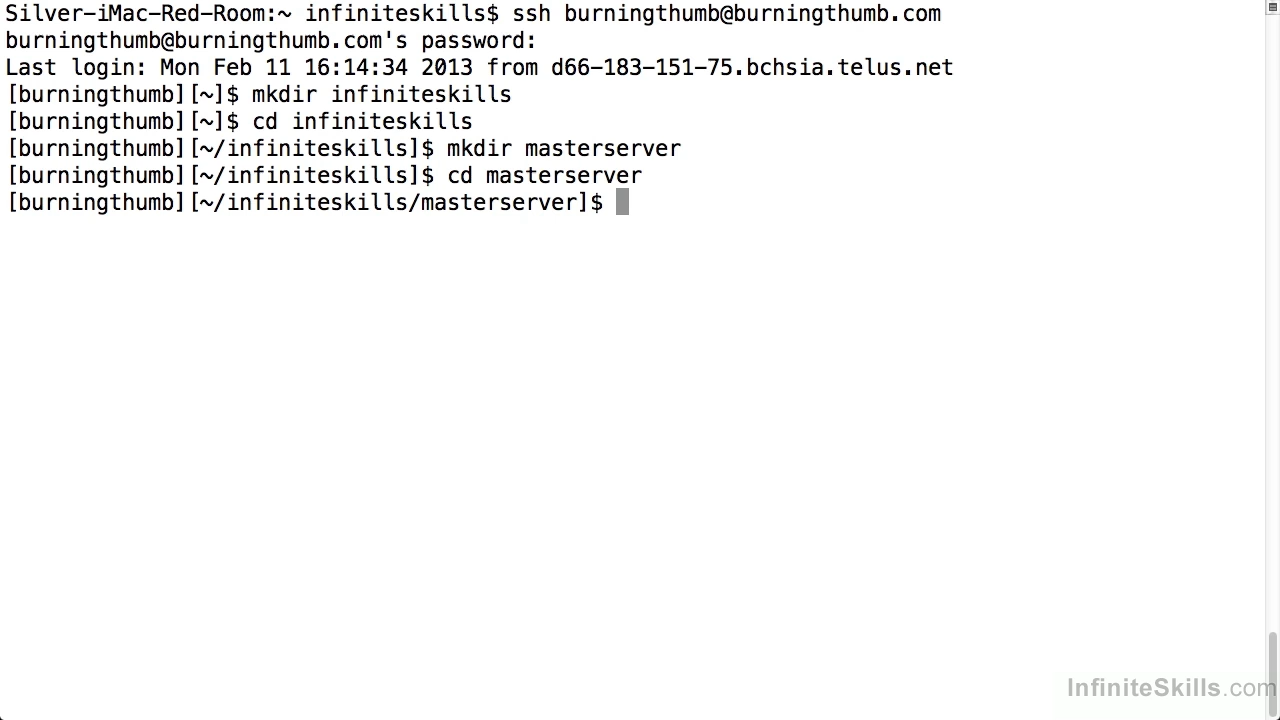 Silver-iMac-Red-Room:~ infiniteskills$ ssh burningthumb@burningthumb.com
burningthumb@burningthumb.com's password:
Last login: Mon Feb 11 16:14:34 2013 from d66-183-151-75.bchsia.telus.net
[burningthumb][~]$ mkdir infiniteskills
[burningthumb][~]$ cd infiniteskills
[burningthumb][~/infiniteskills]$ mkdir masterserver
[burningthumb][~/infiniteskills]$ cd masterserver
[burningthumb][~/infiniteskills/masterserver]$
InfiniteSkills.com